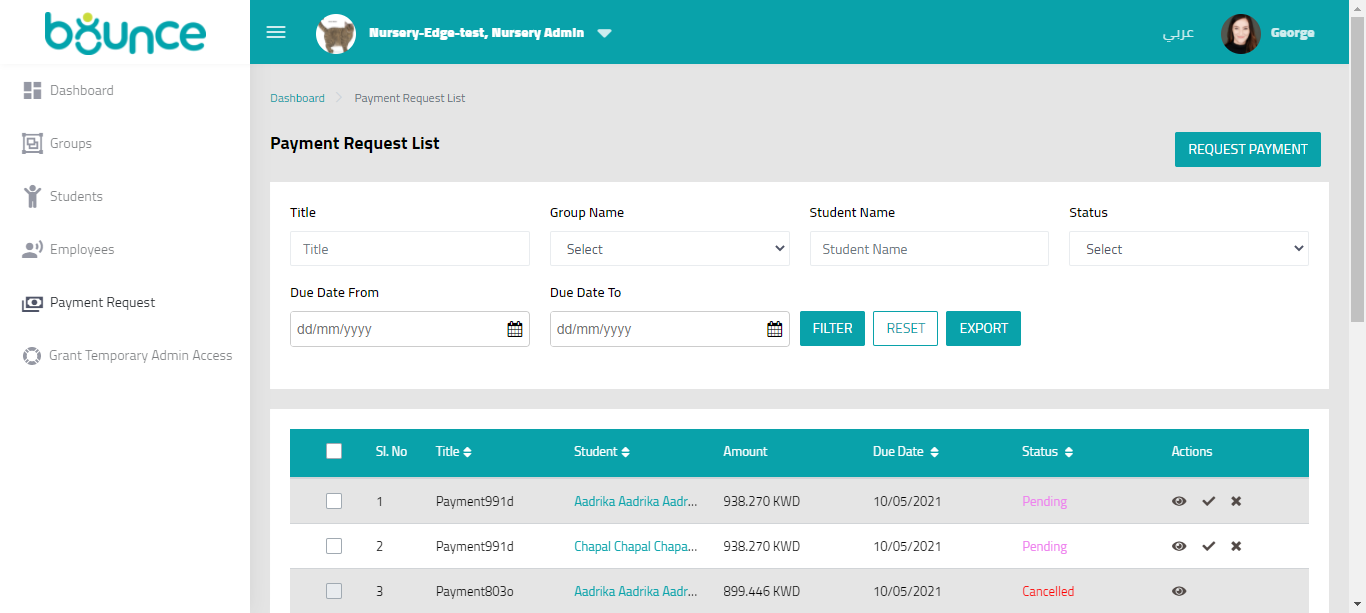 bounce
Nursery-Edge-test, Nursery Admin
عربي
George
Dashboard
Groups
Students
Employees
Payment Request
Grant Temporary Admin Access
Dashboard
Payment Request List
Payment Request List
REQUEST PAYMENT
Title
Group Name
Student Name
Status
Title
Select
Student Name
Select
Due Date From
Due Date To
dd/mm/yyyy
dd/mm/yyyy
FILTER
RESET
EXPORT
Sl. No Title Student Amount Due Date Status Actions
1 Payment991d Aadrika Aadrika Aadr... 938.270 KWD 10/05/2021 Pending
2 Payment991d Chapal Chapal Chapa... 938.270 KWD 10/05/2021 Pending
3 Payment803o Aadrika Aadrika Aadr... 899.446 KWD 10/05/2021 Cancelled